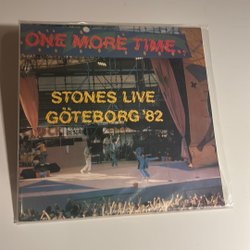 ONE MORE TIME...
STONES LIVE
GÖTEBORG '82